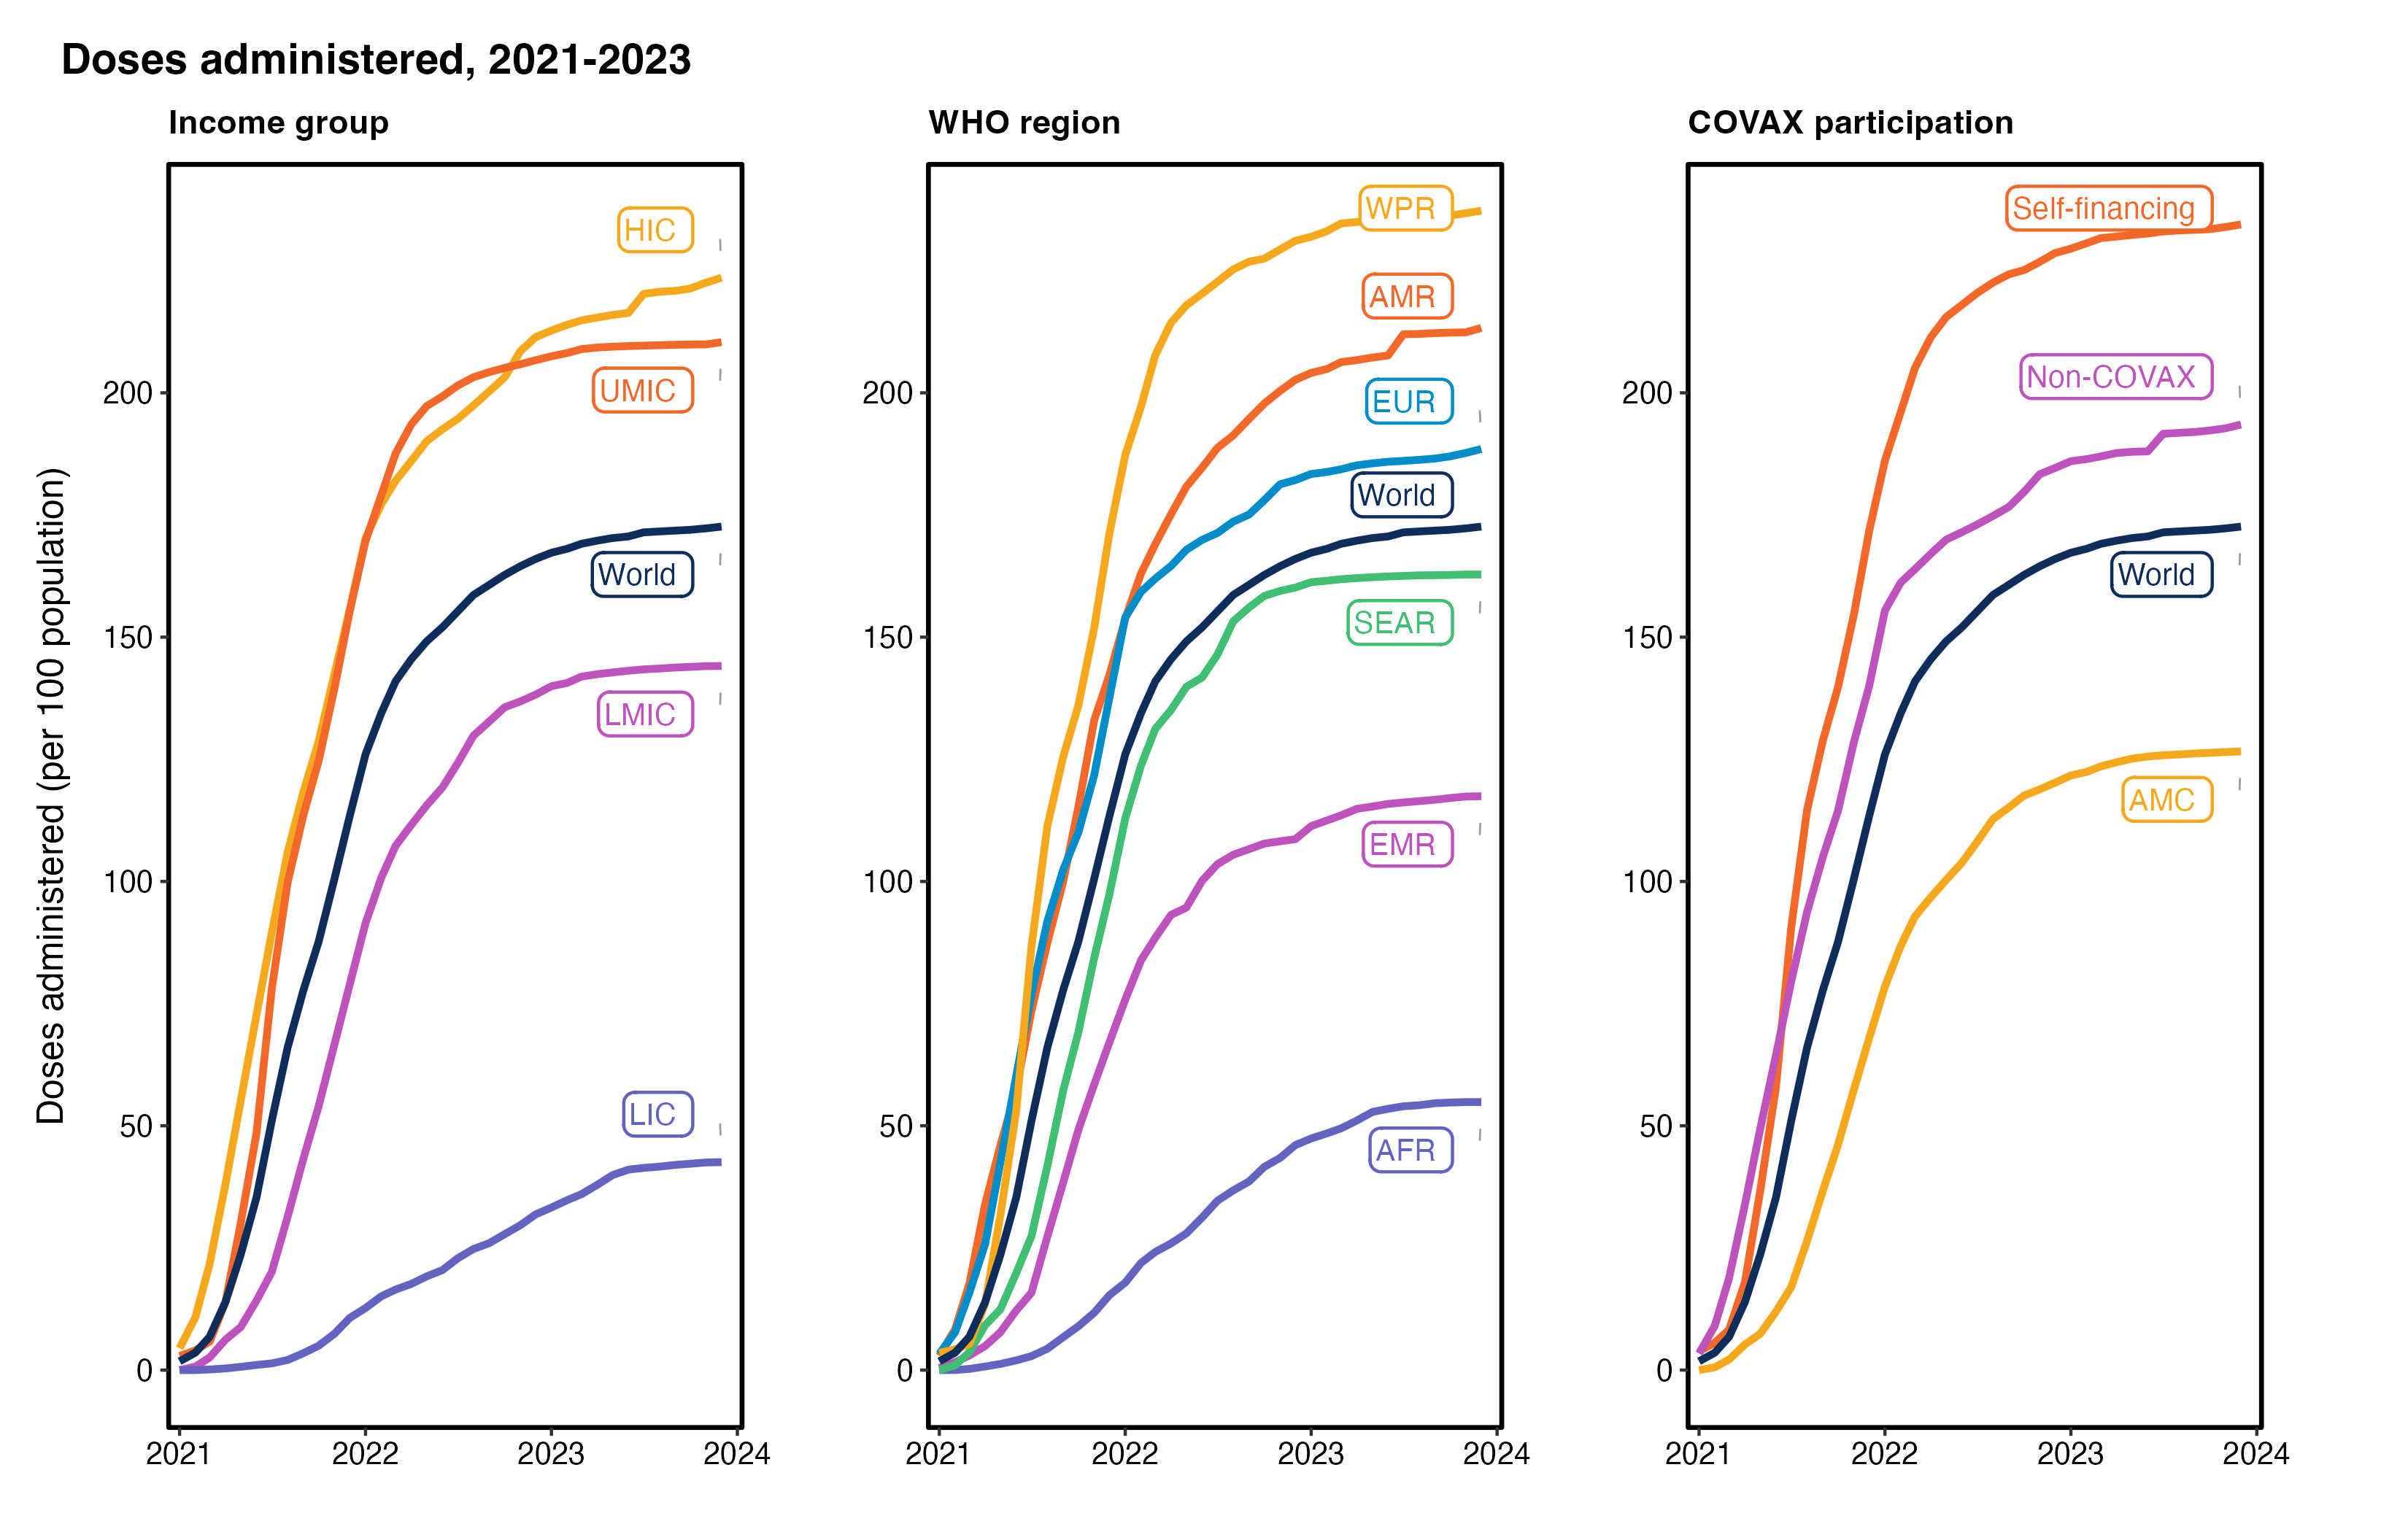 Doses administered, 2021-2023
Income group
WHO region
COVAX participation
Doses administered (per 100 population)
200
150
100
50
0
HIC
UMIC
World
LMIC
LIC
2021 2022 2023 2024
200
150
100
50
0
WPR
AMR
EUR
World
SEAR
EMR
AFR
2021 2022 2023 2024
200
150
100
50
0
Self-financing
Non-COVAX
World
AMC
2021 2022 2023 2024